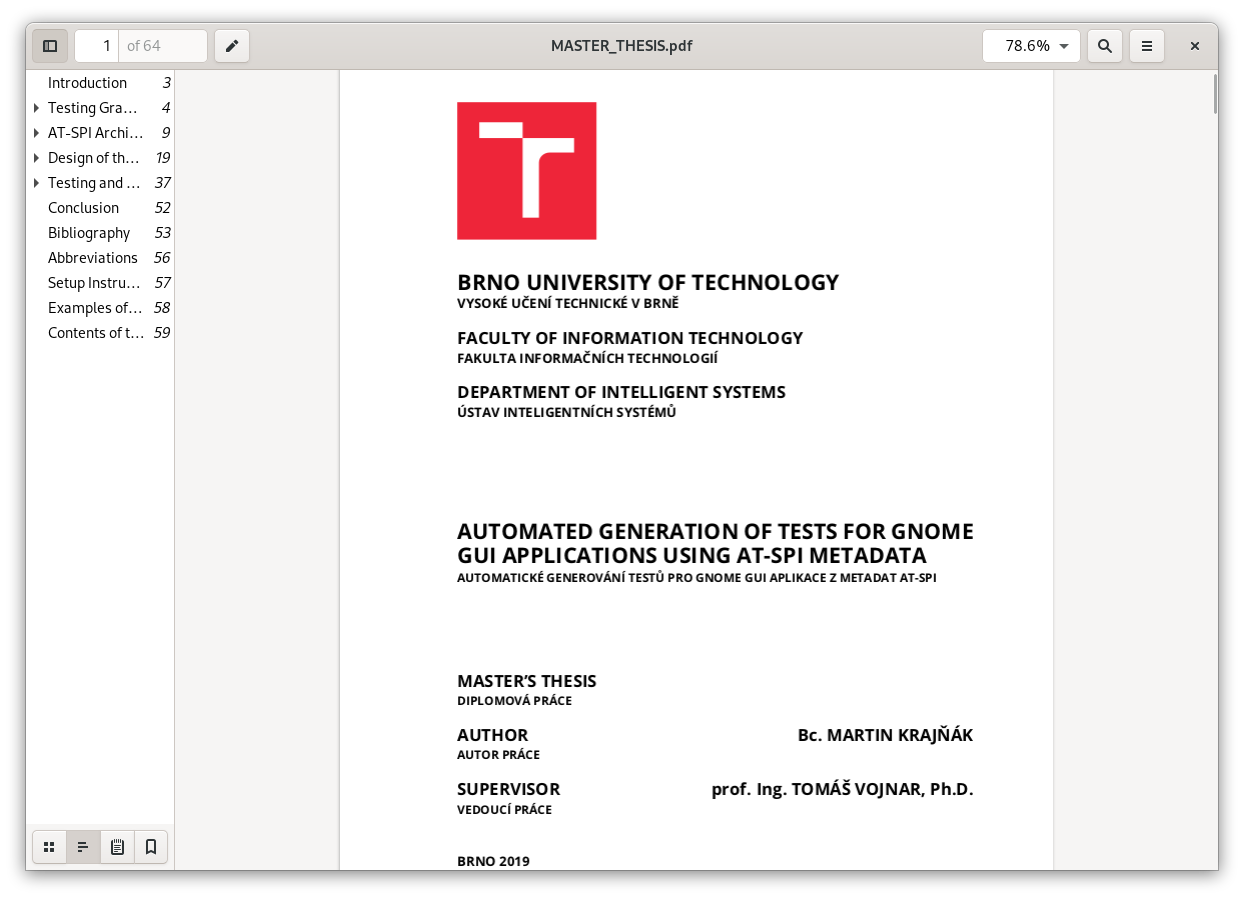 1 of 64
MASTER_THESIS.pdf
78.6%
Introduction 3
Testing Gra... 4
AT-SPI Archi... 9
Design of th... 19
Testing and ... 37
Conclusion 52
Bibliography 53
Abbreviations 56
Setup Instru... 57
Examples of... 58
Contents of t... 59
BRNO UNIVERSITY OF TECHNOLOGY
VYSOKÉ UČENÍ TECHNICKÉ V BRNĚ
FACULTY OF INFORMATION TECHNOLOGY
FAKULTA INFORMAČNÍCH TECHNOLOGIÍ
DEPARTMENT OF INTELLIGENT SYSTEMS
ÚSTAV INTELIGENTNÍCH SYSTÉMŮ
AUTOMATED GENERATION OF TESTS FOR GNOME
GUI APPLICATIONS USING AT-SPI METADATA
AUTOMATICKÉ GENEROVÁNÍ TESTŮ PRO GNOME GUI APLIKACE Z METADAT AT-SPI
MASTER'S THESIS
DIPLOMOVÁ PRÁCE
AUTHOR Bc. MARTIN KRAJŇÁK
AUTOR PRÁCE
SUPERVISOR prof. Ing. TOMÁŠ VOJNAR, Ph.D.
VEDOUCÍ PRÁCE
BRNO 2019